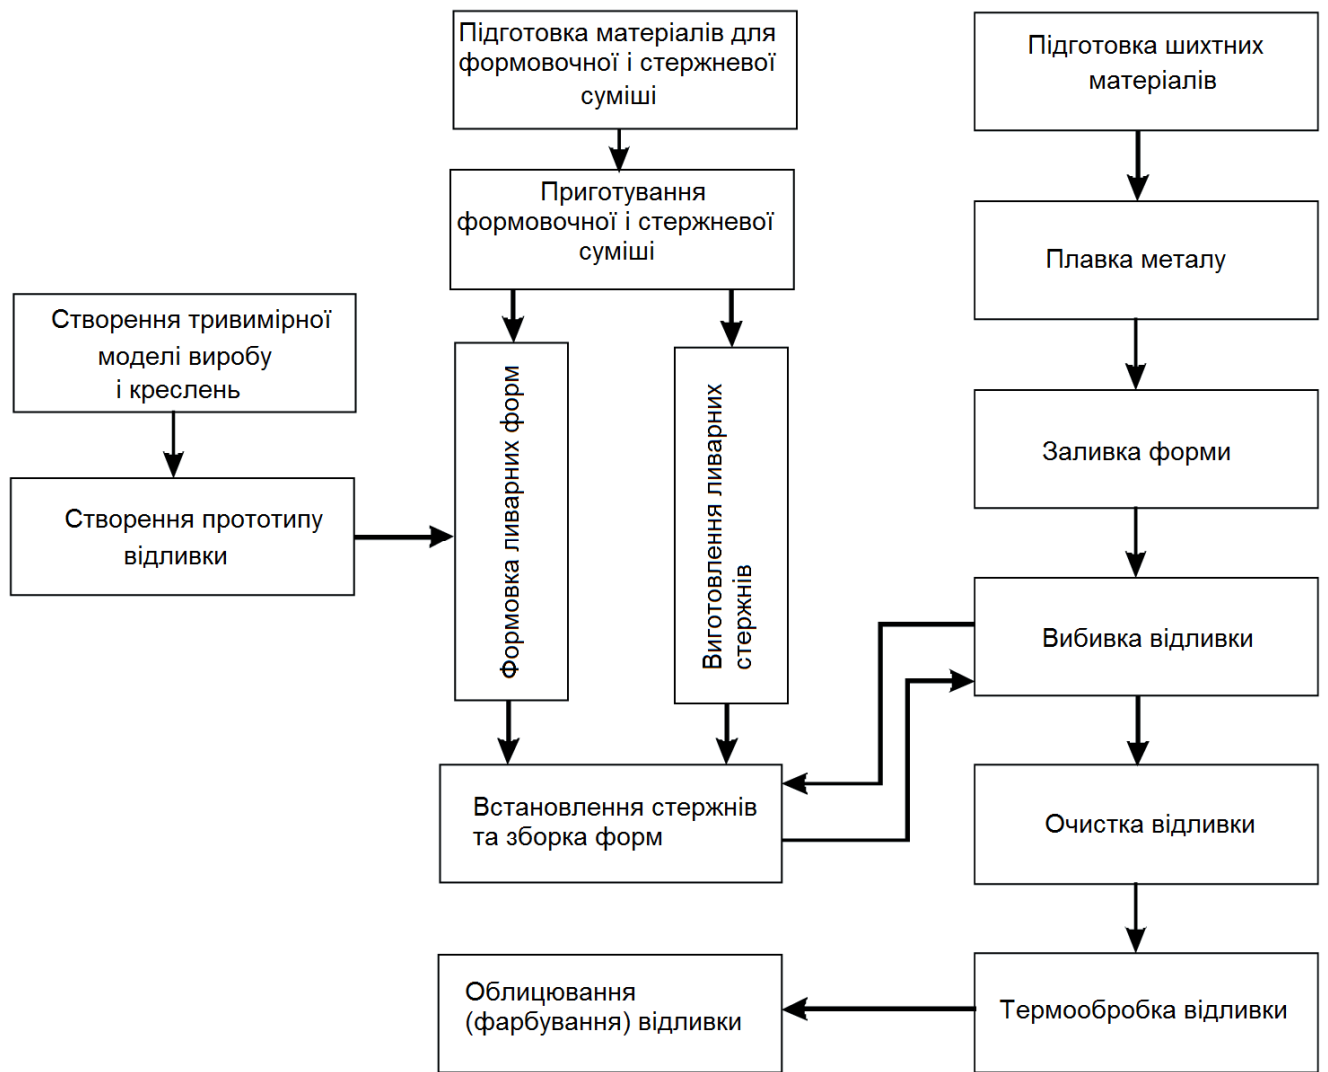 Підготовка матеріалів для
формовочної і стержневої
суміші
Підготовка шихтних
матеріалів
Приготування
формовочної і стержневої
суміші
Плавка металу
Створення тривимірної
моделі виробу
і креслень
Формовка ливарних форм
Виготовлення ливарних
стержнів
Заливка форми
Створення прототипу
відливки
Вибивка відливки
Встановлення стержнів
та зборка форм
Очистка відливки
Облицювання
(фарбування) відливки
Термообробка відливки